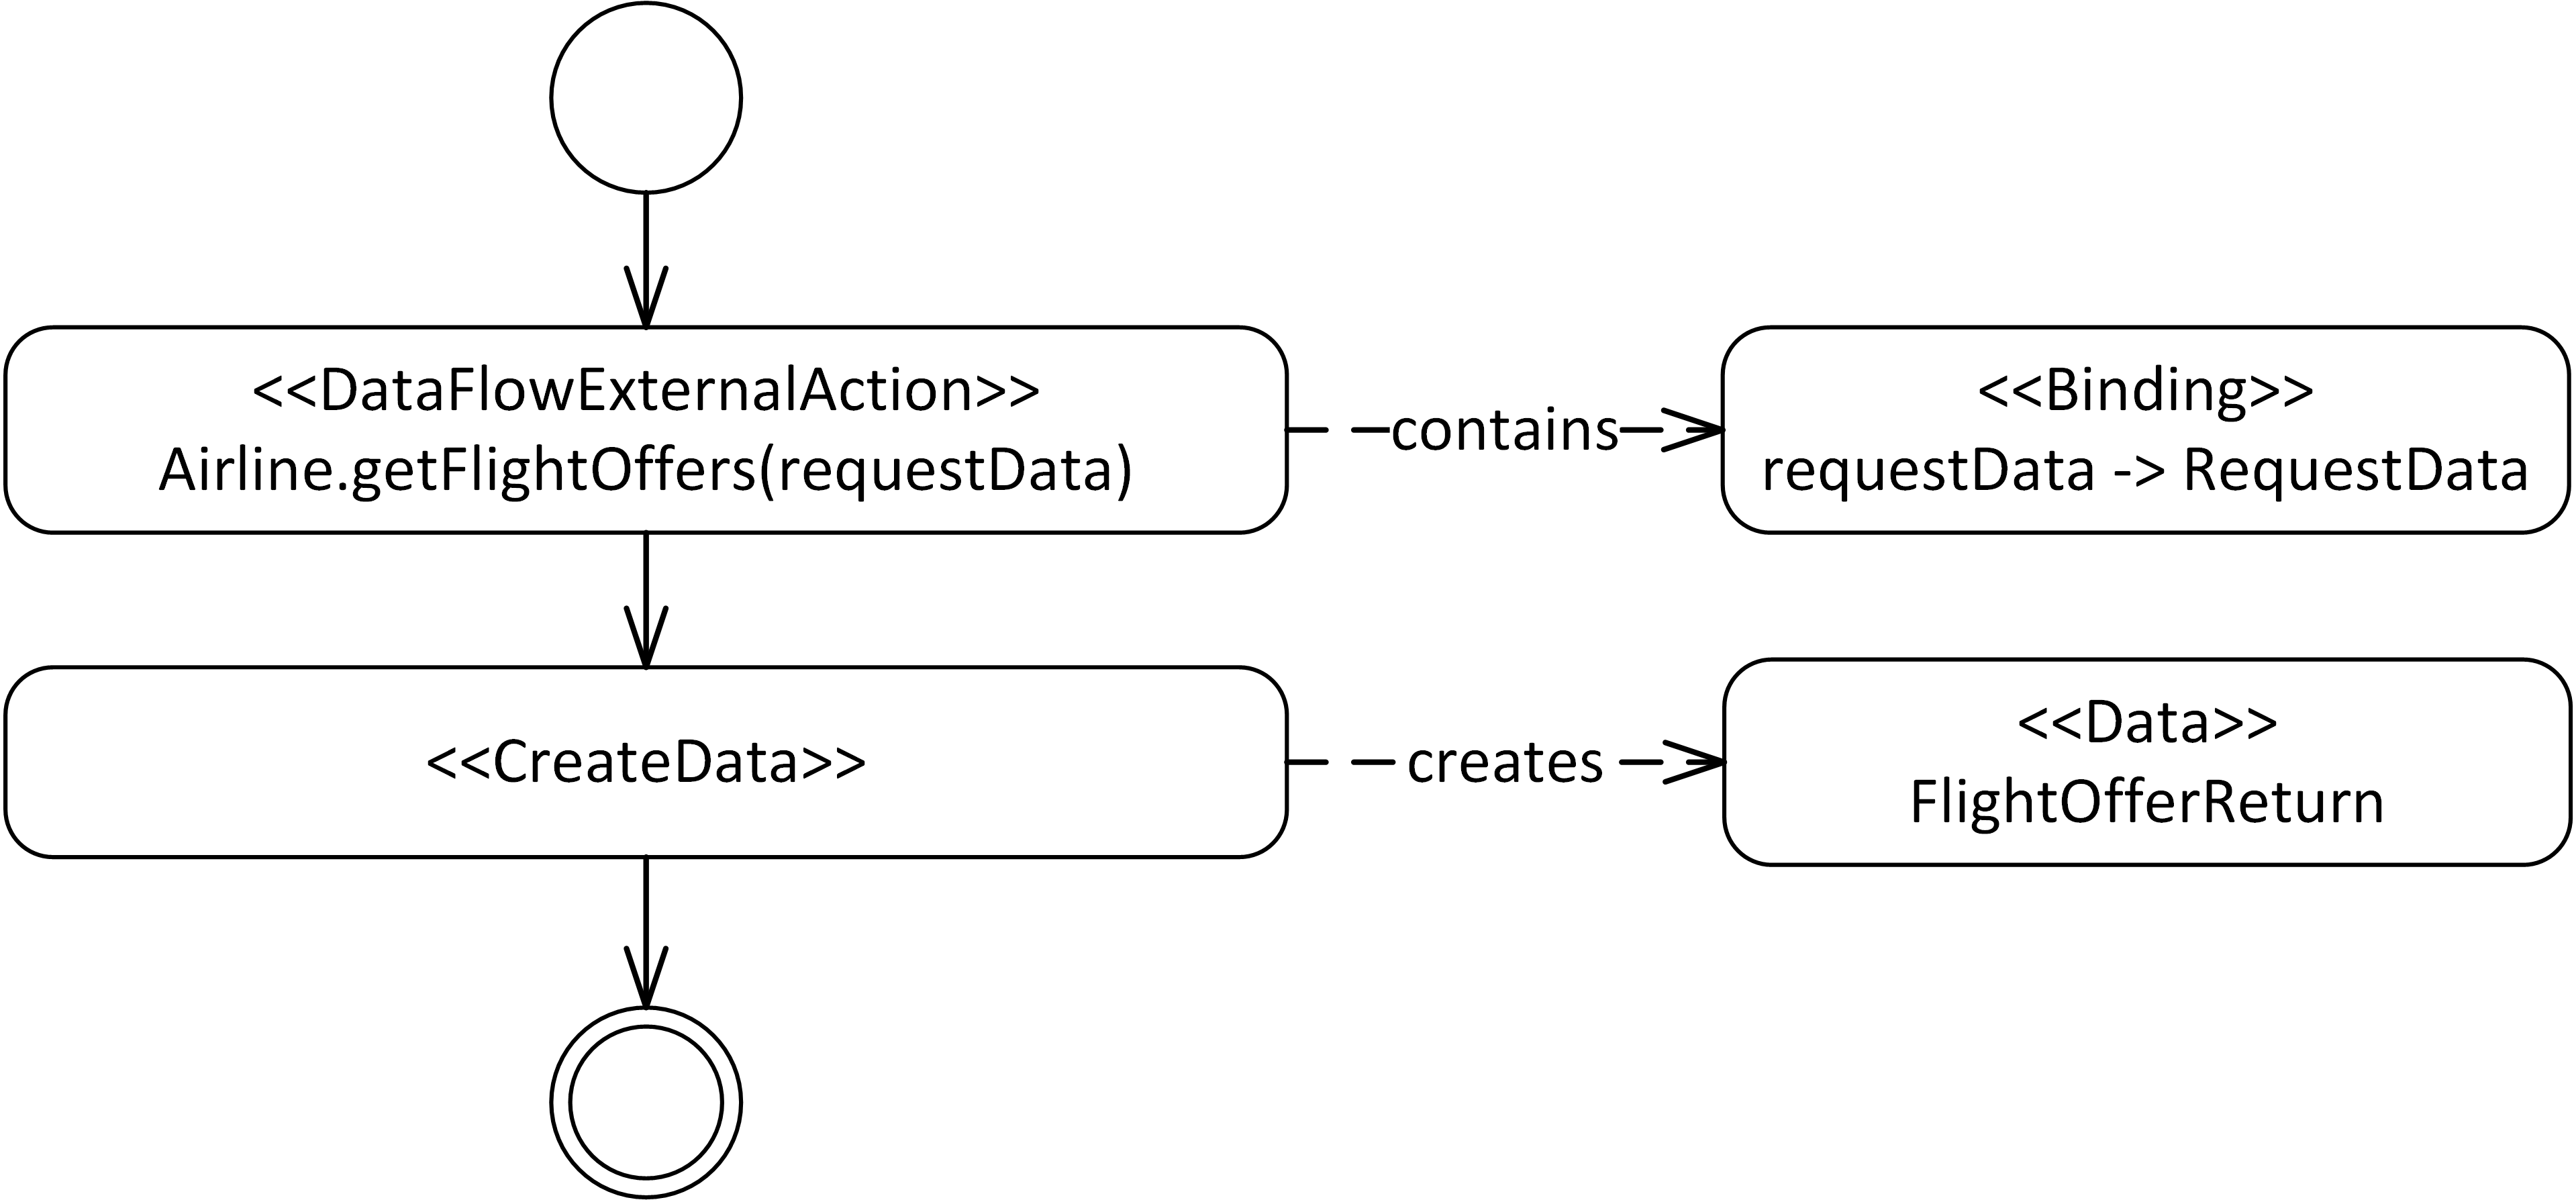 <<DataFlowExternalAction>>
Airline.getFlightOffers(requestData)
contains
<<Binding>>
requestData -> RequestData
<<CreateData>>
creates
<<Data>>
FlightOfferReturn